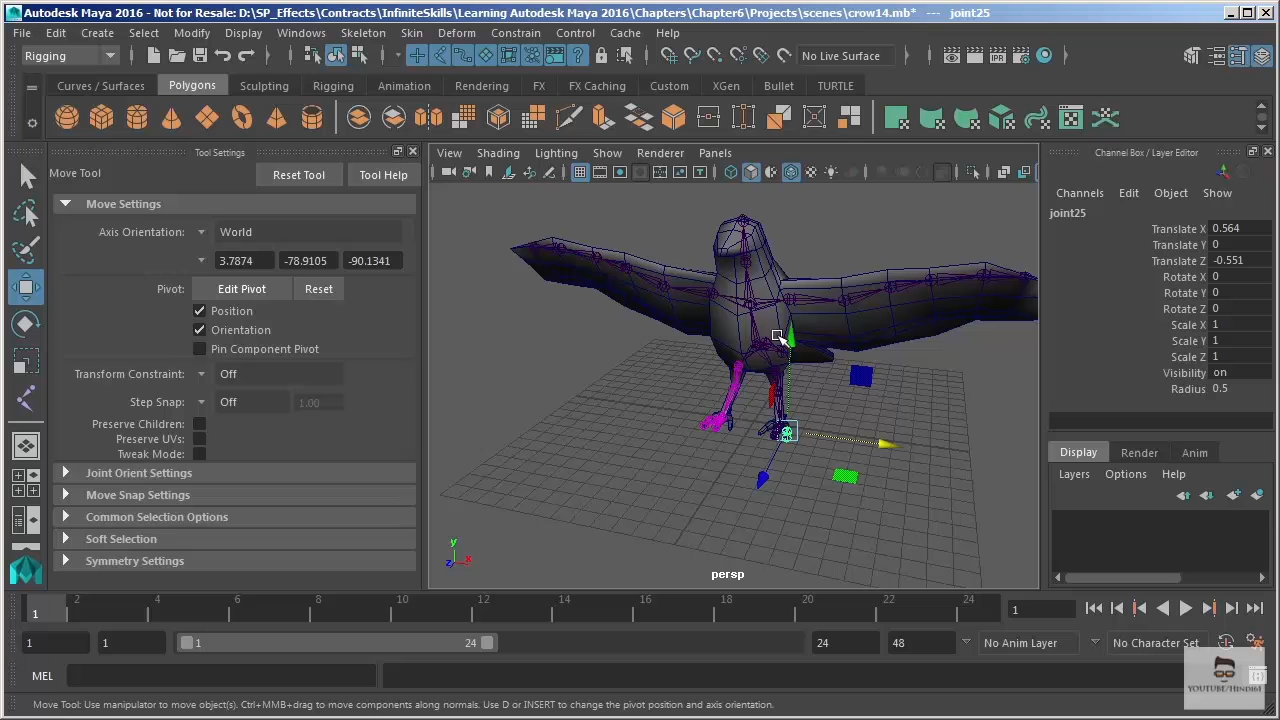 Autodesk Maya 2016 - Not for Resale: D:\SP_Effects\Contracts\InfiniteSkills\Learning Autodesk Maya 2016\Chapters\Chapter6\Projects\scenes\crow14.mb* --- joint25
File Edit Create Select Modify Display Windows Skeleton Skin Deform Constrain Control Cache Help
Rigging No Live Surface
Curves / Surfaces Polygons Sculpting Rigging Animation Rendering FX FX Caching Custom XGen Bullet TURTLE
Tool Settings
Move Tool Reset Tool Tool Help
Move Settings
Axis Orientation: World
3.7874 -78.9105 -90.1341
Pivot: Edit Pivot Reset
Position
Orientation
Pin Component Pivot
Transform Constraint: Off
Step Snap: Off 1.00
Preserve Children:
Preserve UVs:
Tweak Mode:
Joint Orient Settings
Move Snap Settings
Common Selection Options
Soft Selection
Symmetry Settings
View Shading Lighting Show Renderer Panels
y
z x
persp
Channel Box / Layer Editor
Channels Edit Object Show
joint25
Translate X 0.564
Translate Y 0
Translate Z -0.551
Rotate X 0
Rotate Y 0
Rotate Z 0
Scale X 1
Scale Y 1
Scale Z 1
Visibility on
Radius 0.5
Display Render Anim
Layers Options Help
1 2 4 6 8 10 12 14 16 18 20 22 24 1
1 1 1 24 24 48 No Anim Layer No Character Set
MEL
YOUTUBE/HINDI61
Move Tool: Use manipulator to move object(s). Ctrl+MMB+drag to move components along normals. Use D or INSERT to change the pivot position and axis orientation.